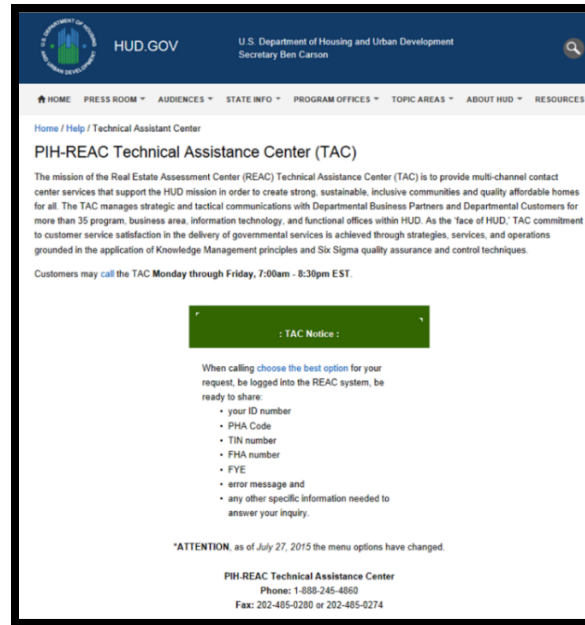 HUD.GOV
U.S. Department of Housing and Urban Development
Secretary Ben Carson
HOME PRESS ROOM AUDIENCES STATE INFO PROGRAM OFFICES TOPIC AREAS ABOUT HUD RESOURCES
Home / Help / Technical Assistant Center
PIH-REAC Technical Assistance Center (TAC)
The mission of the Real Estate Assessment Center (REAC) Technical Assistance Center (TAC) is to provide multi-channel contact
center services that support the HUD mission in order to create strong, sustainable, inclusive communities and quality affordable homes
for all. The TAC manages strategic and tactical communications with Departmental Business Partners and Departmental Customers for
more than 35 program, business area, information technology, and functional offices within HUD. As the 'face of HUD,' TAC commitment
to customer service satisfaction in the delivery of governmental services is achieved through strategies, services, and operations
grounded in the application of Knowledge Management principles and Six Sigma quality assurance and control techniques.
Customers may call the TAC Monday through Friday, 7:00am - 8:30pm EST.
: TAC Notice :
When calling choose the best option for your
request, be logged into the REAC system, be
ready to share:
• your ID number
• PHA Code
• TIN number
• FHA number
• FYE
• error message and
• any other specific information needed to
answer your inquiry.
*ATTENTION, as of July 27, 2015 the menu options have changed.
PIH-REAC Technical Assistance Center
Phone: 1-888-245-4860
Fax: 202-485-0280 or 202-485-0274